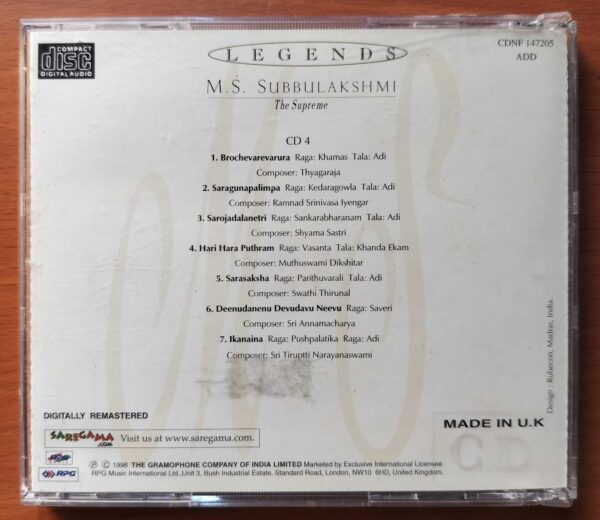 COMPACT
disc
DIGITAL AUDIO
LEGENDS
CDNF 147205
ADD
M.S. SUBBULAKSHMI
The Supreme
CD 4
1. Brochevarevarura Raga: Khamas Tala: Adi
Composer: Thyagaraja
2. Saragunapalimpa Raga: Kedaragowla Tala: Adi
Composer: Ramnad Srinivasa Iyengar
3. Sarojadalanetri Raga: Sankarabharanam Tala: Adi
Composer: Shyama Sastri
4. Hari Hara Puthram Raga: Vasanta Tala: Khanda Ekam
Composer: Muthuswami Dikshitar
5. Sarasaksha Raga: Panthuvarali Tala: Adi
Composer: Swathi Thirunal
6. Deenudanenu Devudavu Neevu Raga: Saveri
Composer: Sri Annamacharya
7. Ikanaina Raga: Pushpalatika Raga: Adi
Composer: Sri Tiruptti Narayanaswami
Design : Rubecon, Madras, India.
DIGITALLY REMASTERED
MADE IN U.K
SAREGAMA.COM Visit us at www.saregama.com.
RPG
℗ © 1998 THE GRAMOPHONE COMPANY OF INDIA LIMITED Marketed by Exclusive International Licensee
RPG Music International Ltd.,Unit 3, Bush Industrial Estate, Standard Road, London, NW10 6HD, United Kingdom.